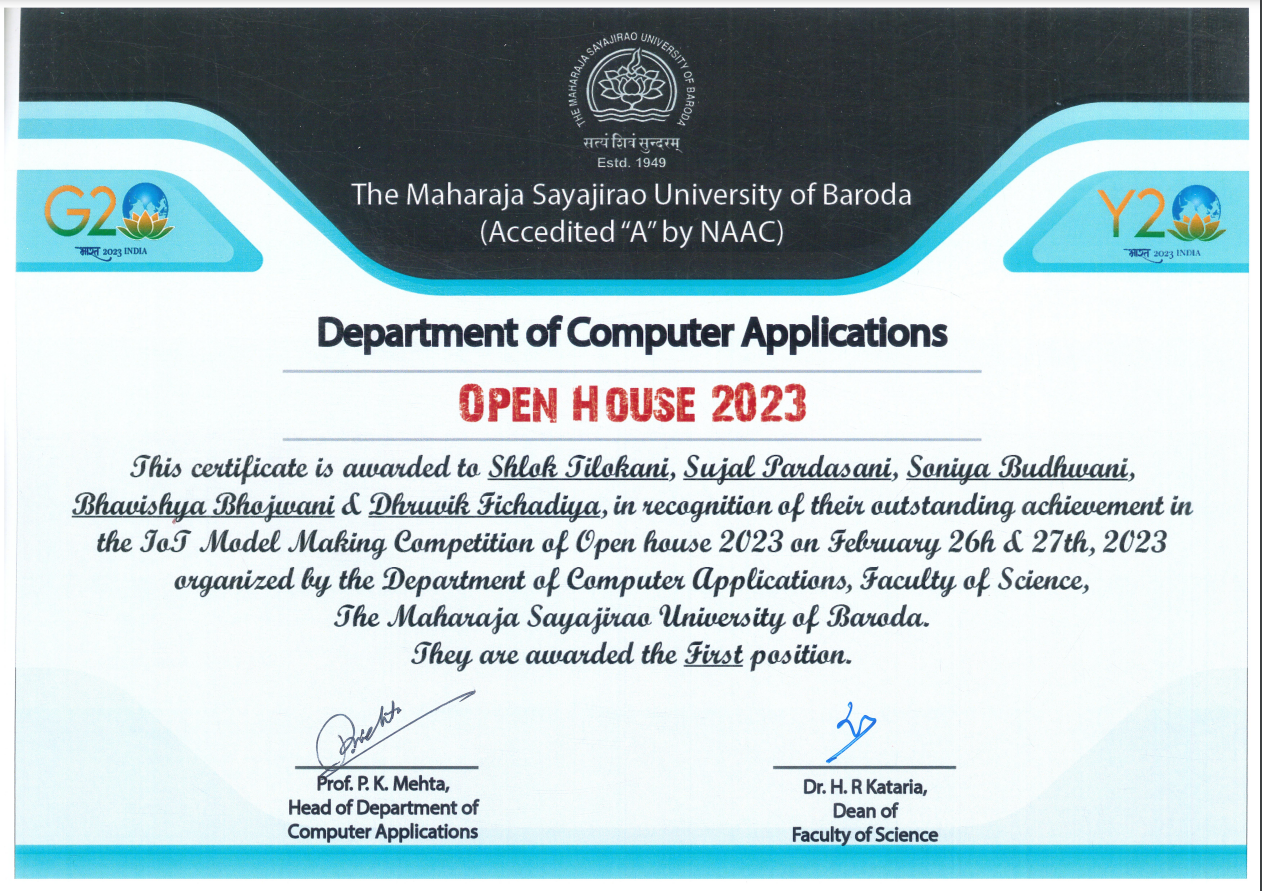 THE MAHARAJA SAYAJIRAO UNIVERSITY OF BARODA
सत्यं शिवं सुन्दरम्
Estd. 1949
The Maharaja Sayajirao University of Baroda
(Accedited “A” by NAAC)
G20
भारत 2023 INDIA
Y20
भारत 2023 INDIA
Department of Computer Applications
OPEN HOUSE 2023
This certificate is awarded to Shlok Tilokani, Sujal Pardasani, Soniya Budhwani,
Bhavishya Bhojwani & Dhruvik Fichadiya, in recognition of their outstanding achievement in
the IoT Model Making Competition of Open house 2023 on February 26h & 27th, 2023
organized by the Department of Computer Applications, Faculty of Science,
The Maharaja Sayajirao University of Baroda.
They are awarded the First position.
Prof. P. K. Mehta,
Head of Department of
Computer Applications
Dr. H. R Kataria,
Dean of
Faculty of Science